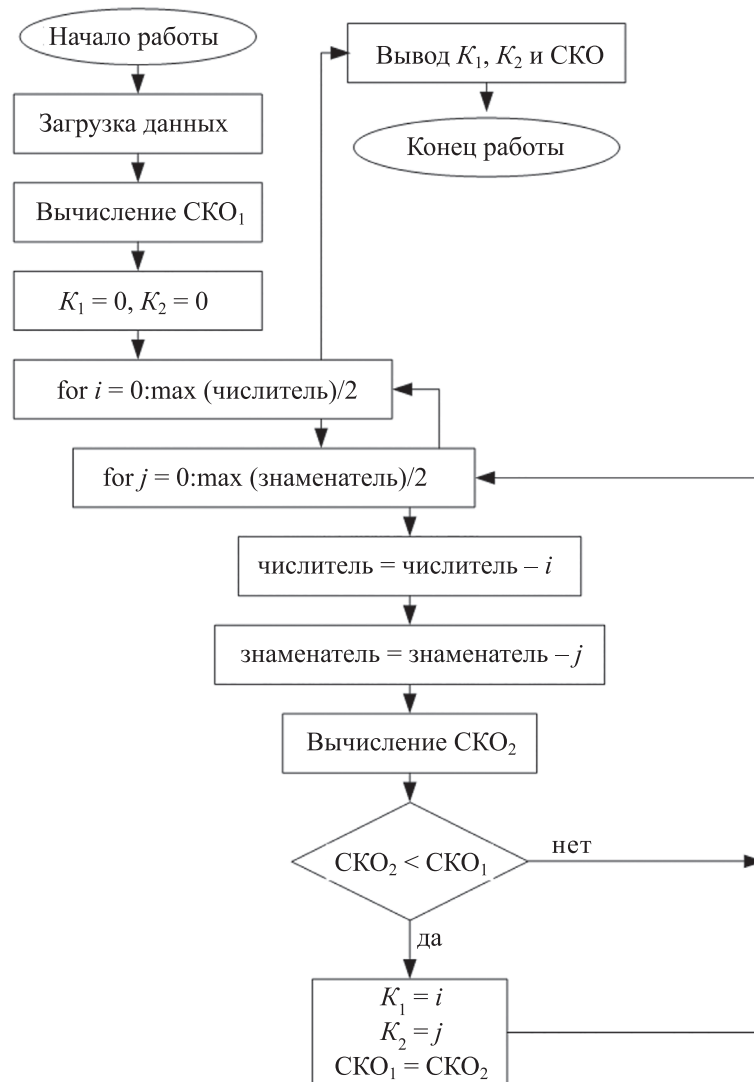 Начало работы
Загрузка данных
Вычисление СКО₁
K₁ = 0, K₂ = 0
for i = 0:max (числитель)/2
for j = 0:max (знаменатель)/2
числитель = числитель – i
знаменатель = знаменатель – j
Вычисление СКО₂
СКО₂ < СКО₁
нет
да
K₁ = i
K₂ = j
СКО₁ = СКО₂
Вывод K₁, K₂ и СКО
Конец работы